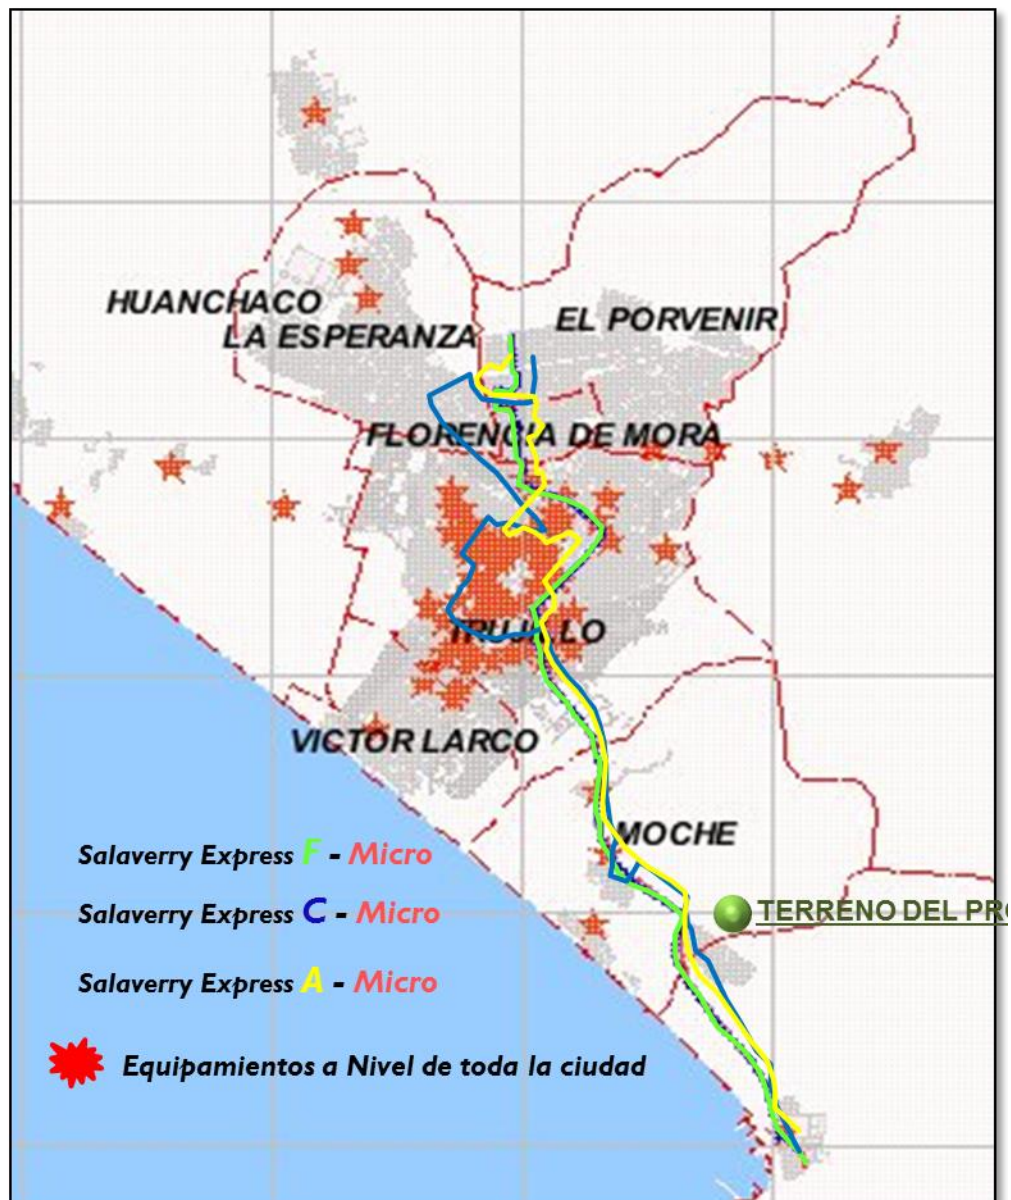 HUANCHACO
LA ESPERANZA
EL PORVENIR
FLORENCIA DE MORA
TRUJILLO
VICTOR LARCO
MOCHE
Salaverry Express F - Micro
TERRENO DEL PRO
Salaverry Express C - Micro
Salaverry Express A - Micro
Equipamientos a Nivel de toda la ciudad